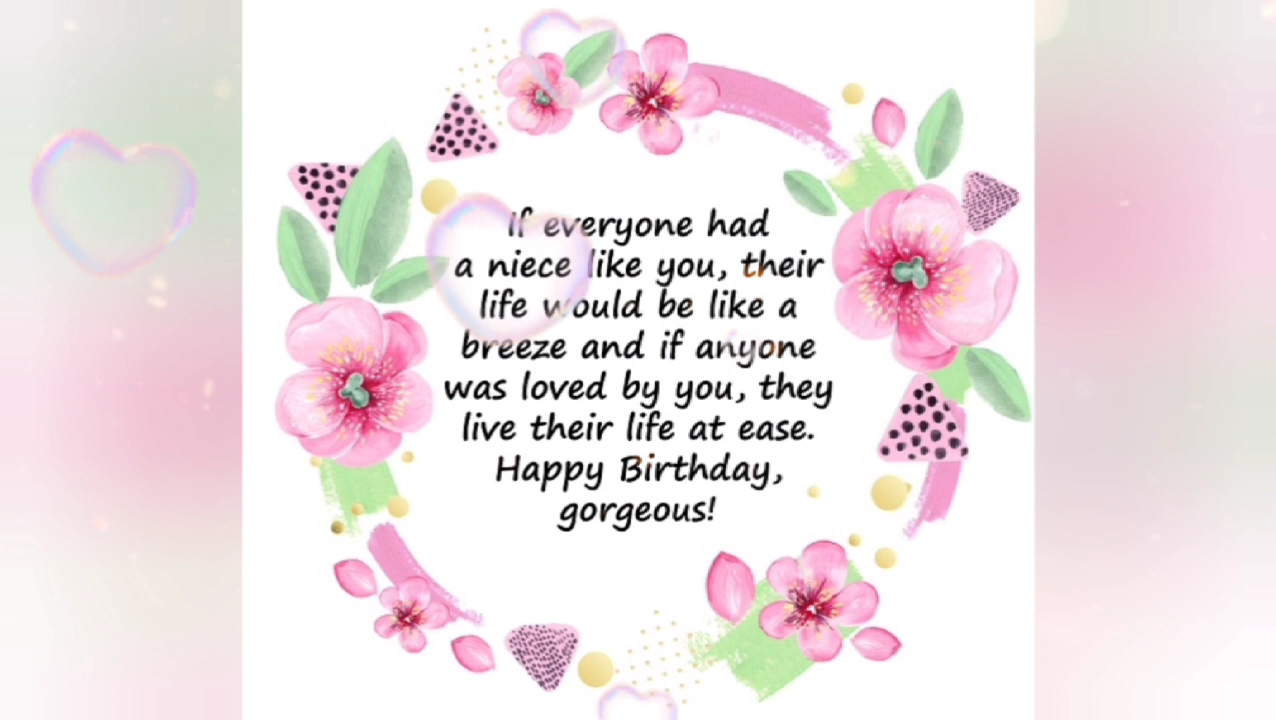 If everyone had
a niece like you, their
life would be like a
breeze and if anyone
was loved by you, they
live their life at ease.
Happy Birthday,
gorgeous!